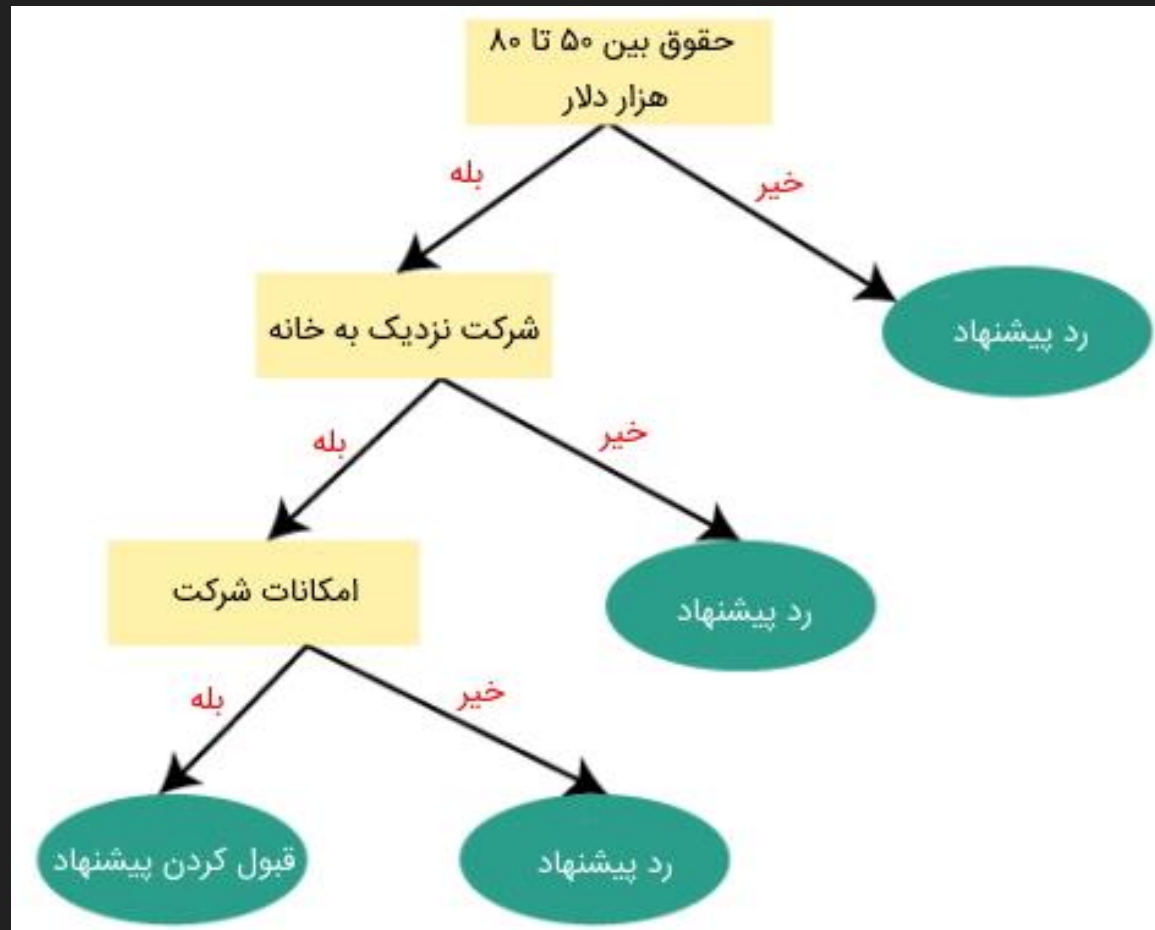 حقوق بین ۵۰ تا ۸۰
هزار دلار
بله
خیر
شرکت نزدیک به خانه
رد پیشنهاد
بله
خیر
امکانات شرکت
رد پیشنهاد
بله
خیر
قبول کردن پیشنهاد
رد پیشنهاد